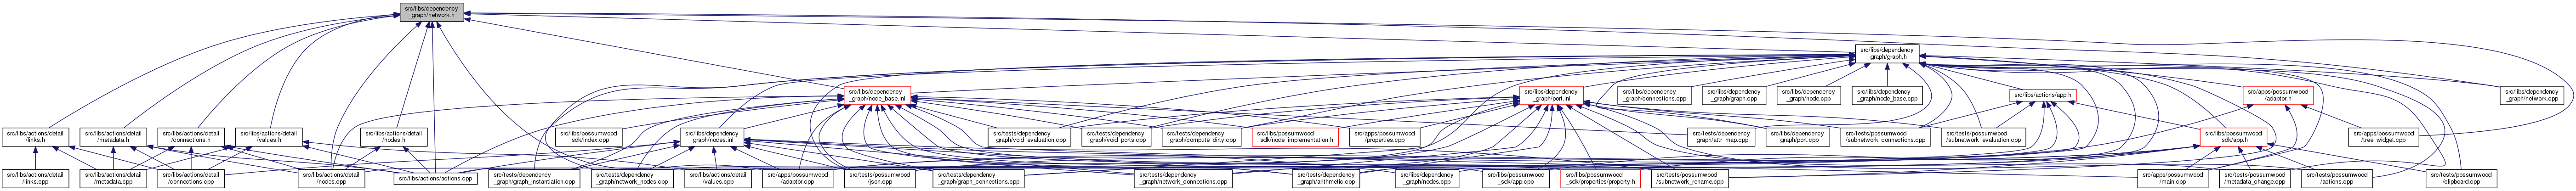 src/libs/dependency
_graph/network.h
src/libs/dependency
_graph/graph.h
src/libs/dependency
_graph/node_base.inl
src/libs/dependency
_graph/port.inl
src/libs/dependency
_graph/connections.cpp
src/libs/dependency
_graph/graph.cpp
src/libs/dependency
_graph/node.cpp
src/libs/dependency
_graph/node_base.cpp
src/libs/actions/app.h
src/apps/possumwood
/adaptor.h
src/libs/dependency
_graph/network.cpp
src/libs/actions/detail
/links.h
src/libs/actions/detail
/metadata.h
src/libs/actions/detail
/connections.h
src/libs/actions/detail
/values.h
src/libs/actions/detail
/nodes.h
src/libs/possumwood
_sdk/index.cpp
src/libs/dependency
_graph/nodes.inl
src/tests/dependency
_graph/void_evaluation.cpp
src/tests/dependency
_graph/void_ports.cpp
src/tests/dependency
_graph/compute_dirty.cpp
src/libs/possumwood
_sdk/node_implementation.h
src/apps/possumwood
/properties.cpp
src/tests/dependency
_graph/attr_map.cpp
src/libs/dependency
_graph/port.cpp
src/tests/possumwood
/subnetwork_connections.cpp
src/tests/possumwood
/subnetwork_evaluation.cpp
src/libs/possumwood
_sdk/app.h
src/apps/possumwood
/tree_widget.cpp
src/libs/actions/detail
/links.cpp
src/libs/actions/detail
/metadata.cpp
src/libs/actions/detail
/connections.cpp
src/libs/actions/detail
/nodes.cpp
src/libs/actions/actions.cpp
src/tests/dependency
_graph/graph_instantiation.cpp
src/tests/dependency
_graph/network_nodes.cpp
src/libs/actions/detail
/values.cpp
src/apps/possumwood
/adaptor.cpp
src/tests/possumwood
/json.cpp
src/tests/dependency
_graph/graph_connections.cpp
src/tests/dependency
_graph/network_connections.cpp
src/tests/dependency
_graph/arithmetic.cpp
src/libs/dependency
_graph/nodes.cpp
src/libs/possumwood
_sdk/app.cpp
src/libs/possumwood
_sdk/properties/property.h
src/tests/possumwood
/subnetwork_rename.cpp
src/apps/possumwood
/main.cpp
src/tests/possumwood
/metadata_change.cpp
src/tests/possumwood
/actions.cpp
src/tests/possumwood
/clipboard.cpp